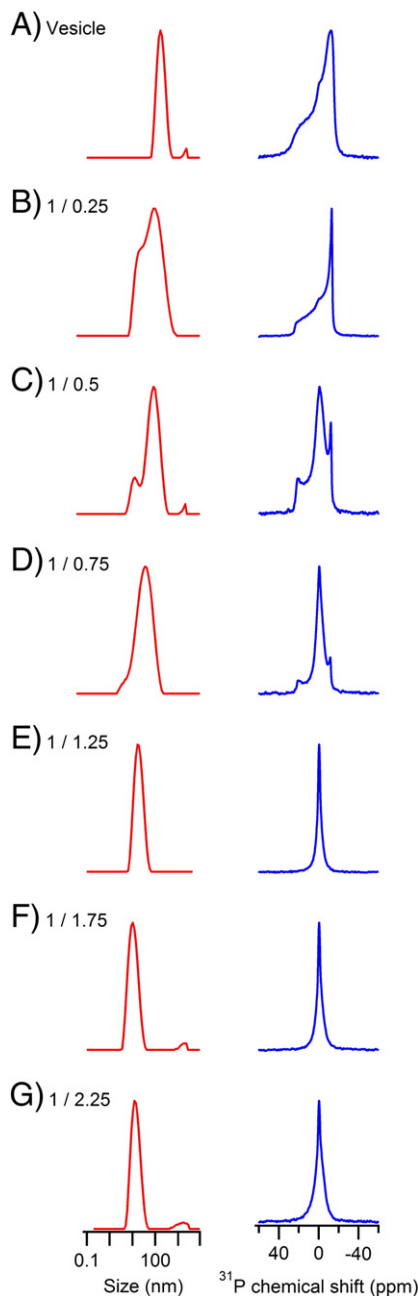 A) Vesicle
B) 1 / 0.25
C) 1 / 0.5
D) 1 / 0.75
E) 1 / 1.25
F) 1 / 1.75
G) 1 / 2.25
0.1 100 40 0 -40
Size (nm) ³¹P chemical shift (ppm)